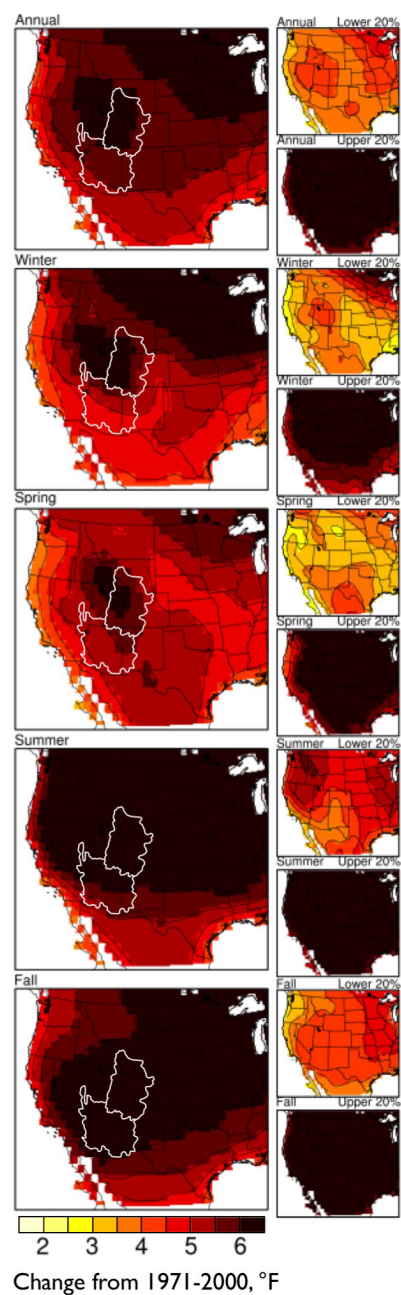 Annual
Annual Lower 20%
Annual Upper 20%
Winter
Winter Lower 20%
Winter Upper 20%
Spring
Spring Lower 20%
Spring Upper 20%
Summer
Summer Lower 20%
Summer Upper 20%
Fall
Fall Lower 20%
Fall Upper 20%
2 3 4 5 6
Change from 1971-2000, °F